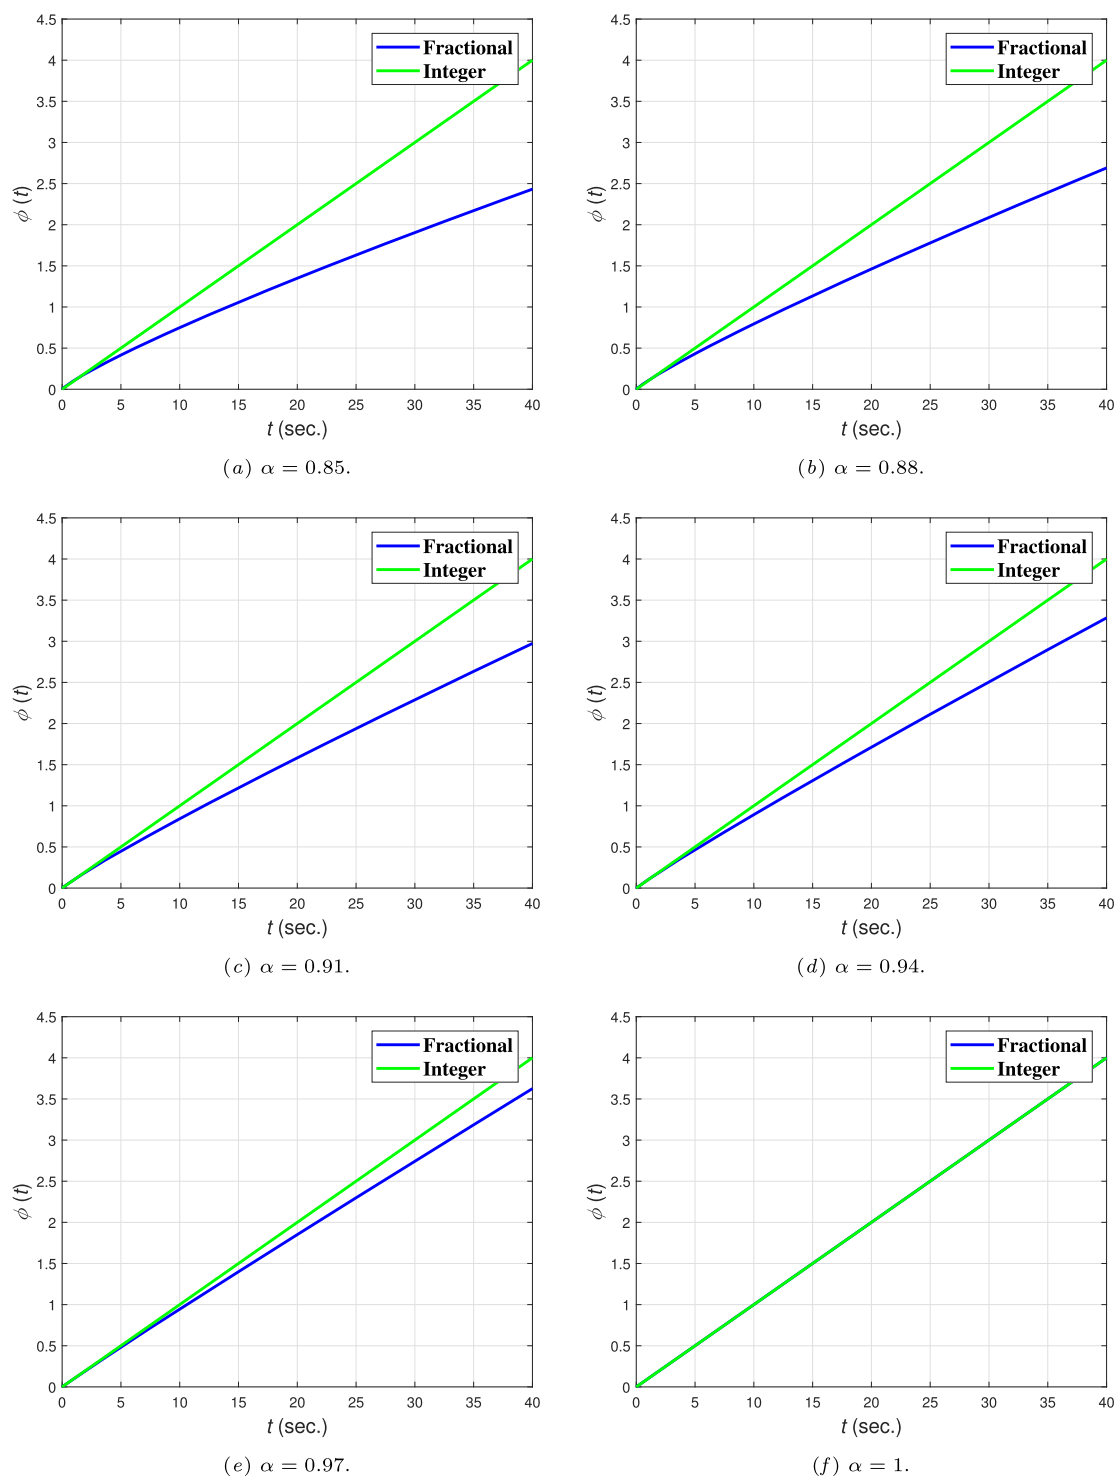 4.5
4
3.5
3
2.5
2
1.5
1
0.5
0
0 5 10 15 20 25 30 35 40
ϕ (t)
t (sec.)
Fractional
Integer
(a) α = 0.85.
4.5
4
3.5
3
2.5
2
1.5
1
0.5
0
0 5 10 15 20 25 30 35 40
ϕ (t)
t (sec.)
Fractional
Integer
(b) α = 0.88.
4.5
4
3.5
3
2.5
2
1.5
1
0.5
0
0 5 10 15 20 25 30 35 40
ϕ (t)
t (sec.)
Fractional
Integer
(c) α = 0.91.
4.5
4
3.5
3
2.5
2
1.5
1
0.5
0
0 5 10 15 20 25 30 35 40
ϕ (t)
t (sec.)
Fractional
Integer
(d) α = 0.94.
4.5
4
3.5
3
2.5
2
1.5
1
0.5
0
0 5 10 15 20 25 30 35 40
ϕ (t)
t (sec.)
Fractional
Integer
(e) α = 0.97.
4.5
4
3.5
3
2.5
2
1.5
1
0.5
0
0 5 10 15 20 25 30 35 40
ϕ (t)
t (sec.)
Fractional
Integer
(f) α = 1.